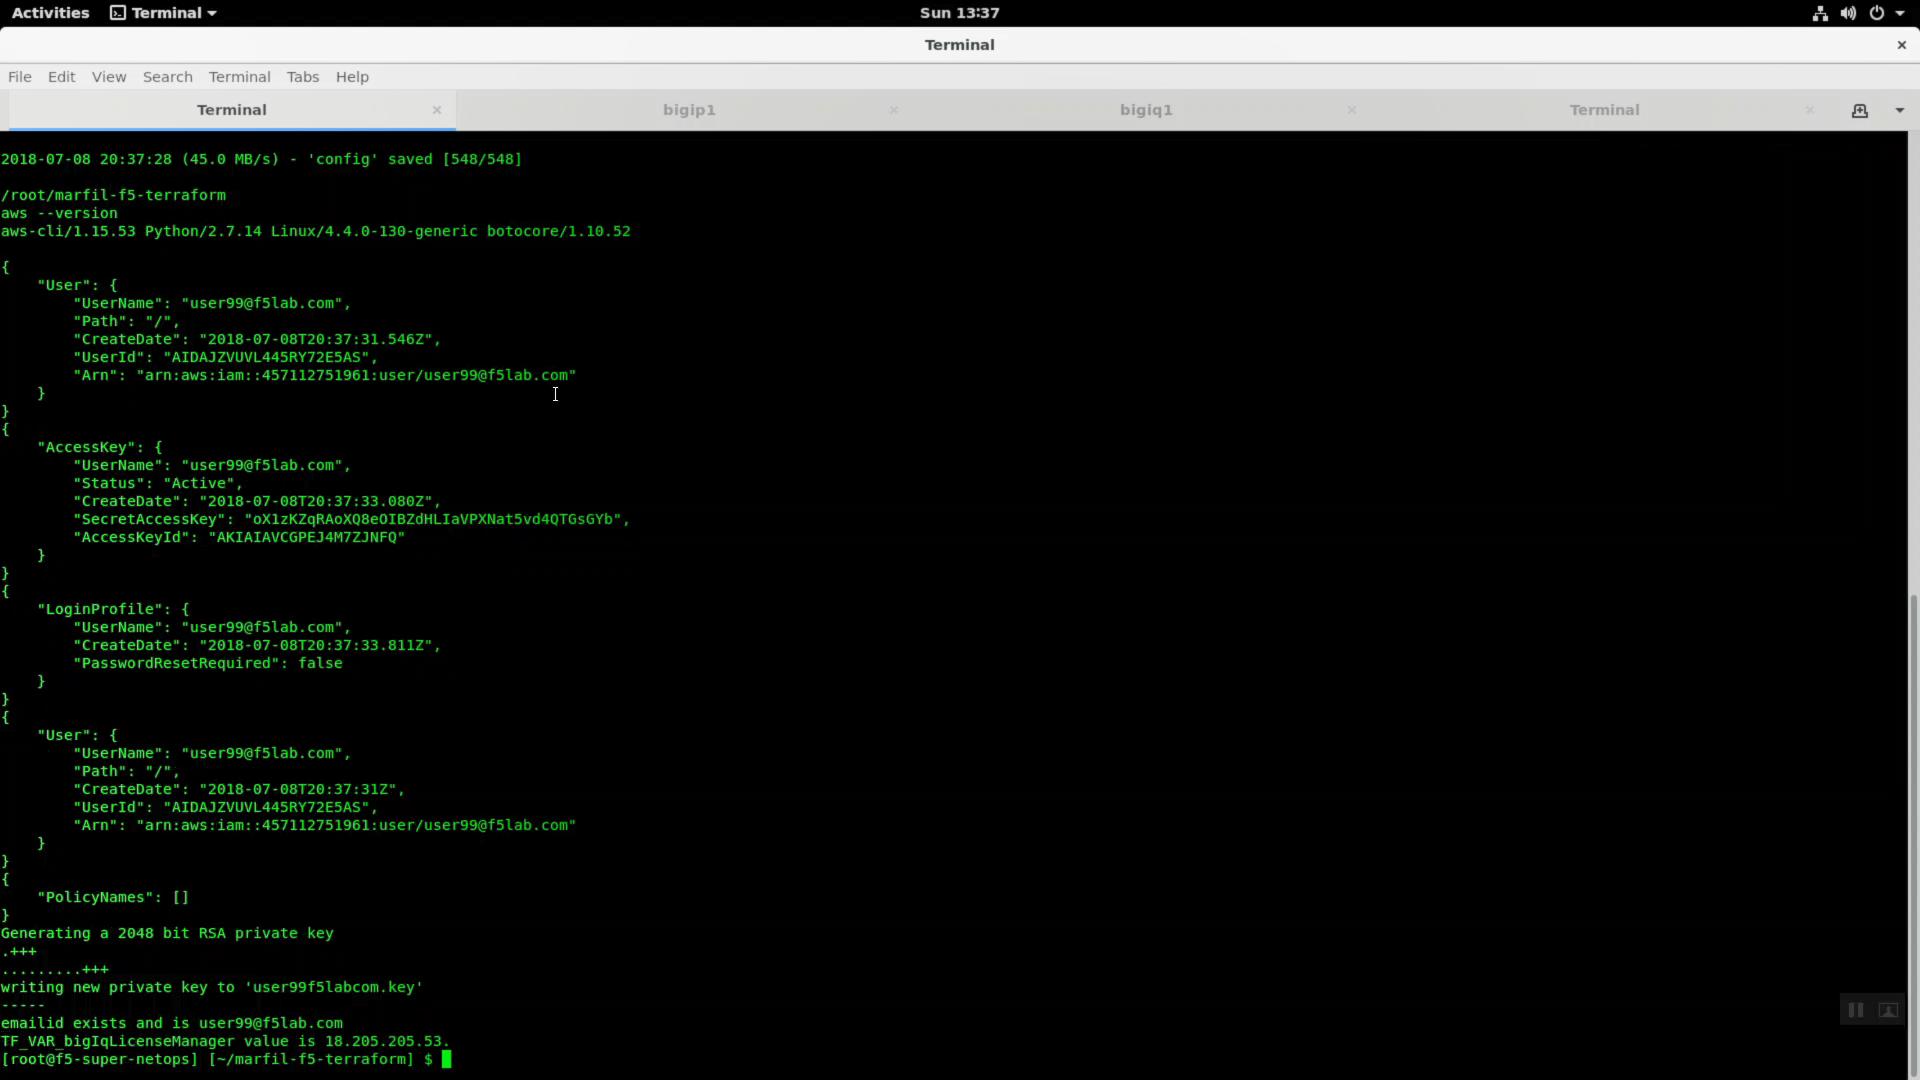 Activities Terminal Sun 13:37
Terminal
File Edit View Search Terminal Tabs Help
Terminal bigip1 bigiq1 Terminal
2018-07-08 20:37:28 (45.0 MB/s) - 'config' saved [548/548]
/root/marfil-f5-terraform
aws --version
aws-cli/1.15.53 Python/2.7.14 Linux/4.4.0-130-generic botocore/1.10.52
{
    "User": {
        "UserName": "user99@f5lab.com",
        "Path": "/",
        "CreateDate": "2018-07-08T20:37:31.546Z",
        "UserId": "AIDAJZVUVL445RY72E5AS",
        "Arn": "arn:aws:iam::457112751961:user/user99@f5lab.com"
    }
}
{
    "AccessKey": {
        "UserName": "user99@f5lab.com",
        "Status": "Active",
        "CreateDate": "2018-07-08T20:37:33.080Z",
        "SecretAccessKey": "oX1zKZqRAoXQ8eOIBZdHLIaVPXNat5vd4QTGsGYb",
        "AccessKeyId": "AKIAIAVCGPEJ4M7ZJNFQ"
    }
}
{
    "LoginProfile": {
        "UserName": "user99@f5lab.com",
        "CreateDate": "2018-07-08T20:37:33.811Z",
        "PasswordResetRequired": false
    }
}
{
    "User": {
        "UserName": "user99@f5lab.com",
        "Path": "/",
        "CreateDate": "2018-07-08T20:37:31Z",
        "UserId": "AIDAJZVUVL445RY72E5AS",
        "Arn": "arn:aws:iam::457112751961:user/user99@f5lab.com"
    }
}
{
    "PolicyNames": []
}
Generating a 2048 bit RSA private key
.+++
.........+++
writing new private key to 'user99f5labcom.key'
-----
emailid exists and is user99@f5lab.com
TF_VAR_bigIqLicenseManager value is 18.205.205.53.
[root@f5-super-netops] [~/marfil-f5-terraform] $